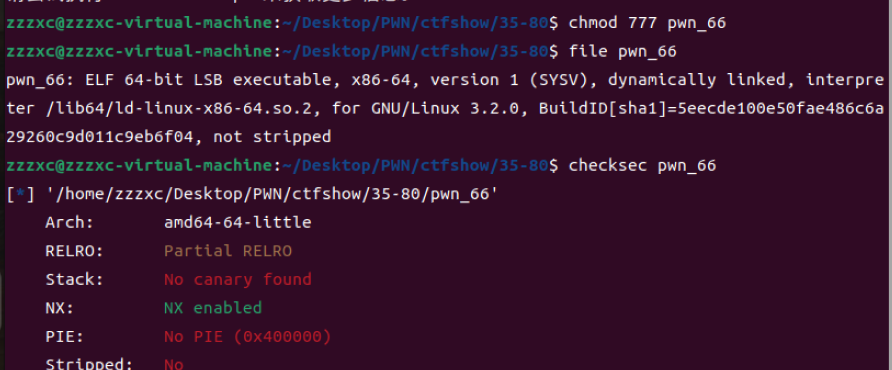 zzzxc@zzzxc-virtual-machine:~/Desktop/PWN/ctfshow/35-80$ chmod 777 pwn_66
zzzxc@zzzxc-virtual-machine:~/Desktop/PWN/ctfshow/35-80$ file pwn_66
pwn_66: ELF 64-bit LSB executable, x86-64, version 1 (SYSV), dynamically linked, interpre
ter /lib64/ld-linux-x86-64.so.2, for GNU/Linux 3.2.0, BuildID[sha1]=5eecde100e50fae486c6a
29260c9d011c9eb6f04, not stripped
zzzxc@zzzxc-virtual-machine:~/Desktop/PWN/ctfshow/35-80$ checksec pwn_66
[*] '/home/zzzxc/Desktop/PWN/ctfshow/35-80/pwn_66'
Arch: amd64-64-little
RELRO: Partial RELRO
Stack: No canary found
NX: NX enabled
PIE: No PIE (0x400000)
Stripped: No